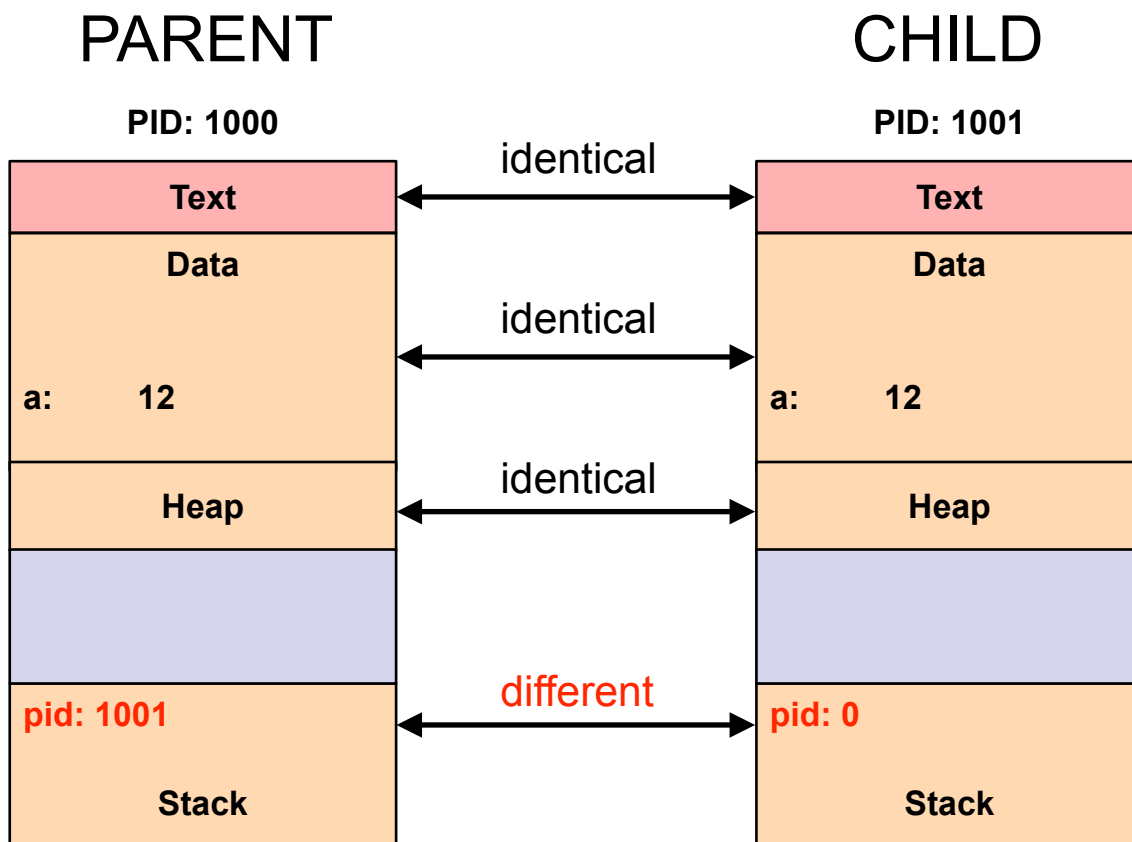 PARENT
CHILD
PID: 1000
PID: 1001
identical
Text
Text
Data
Data
identical
a: 12
a: 12
identical
Heap
Heap
different
pid: 1001
pid: 0
Stack
Stack